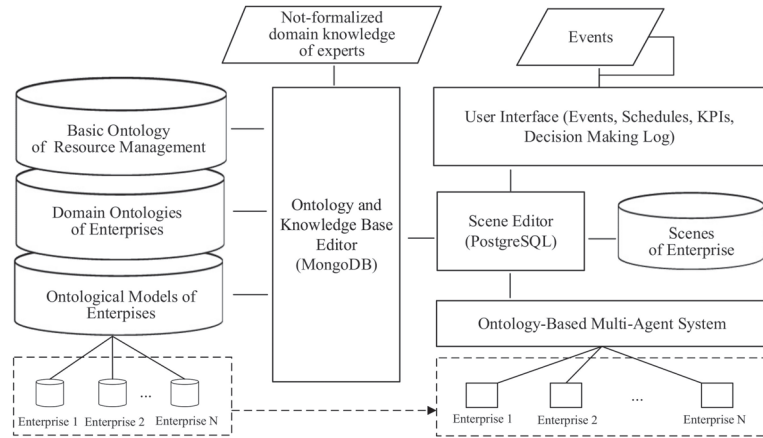 Not-formalized
domain knowledge
of experts
Events
Basic Ontology
of Resource Management
Domain Ontologies
of Enterprises
Ontological Models of
Enterpises
Enterprise 1
Enterprise 2
...
Enterprise N
Ontology and
Knowledge Base
Editor
(MongoDB)
User Interface (Events, Schedules, KPIs,
Decision Making Log)
Scene Editor
(PostgreSQL)
Scenes
of Enterprise
Ontology-Based Multi-Agent System
Enterprise 1
Enterprise 2
...
Enterprise N